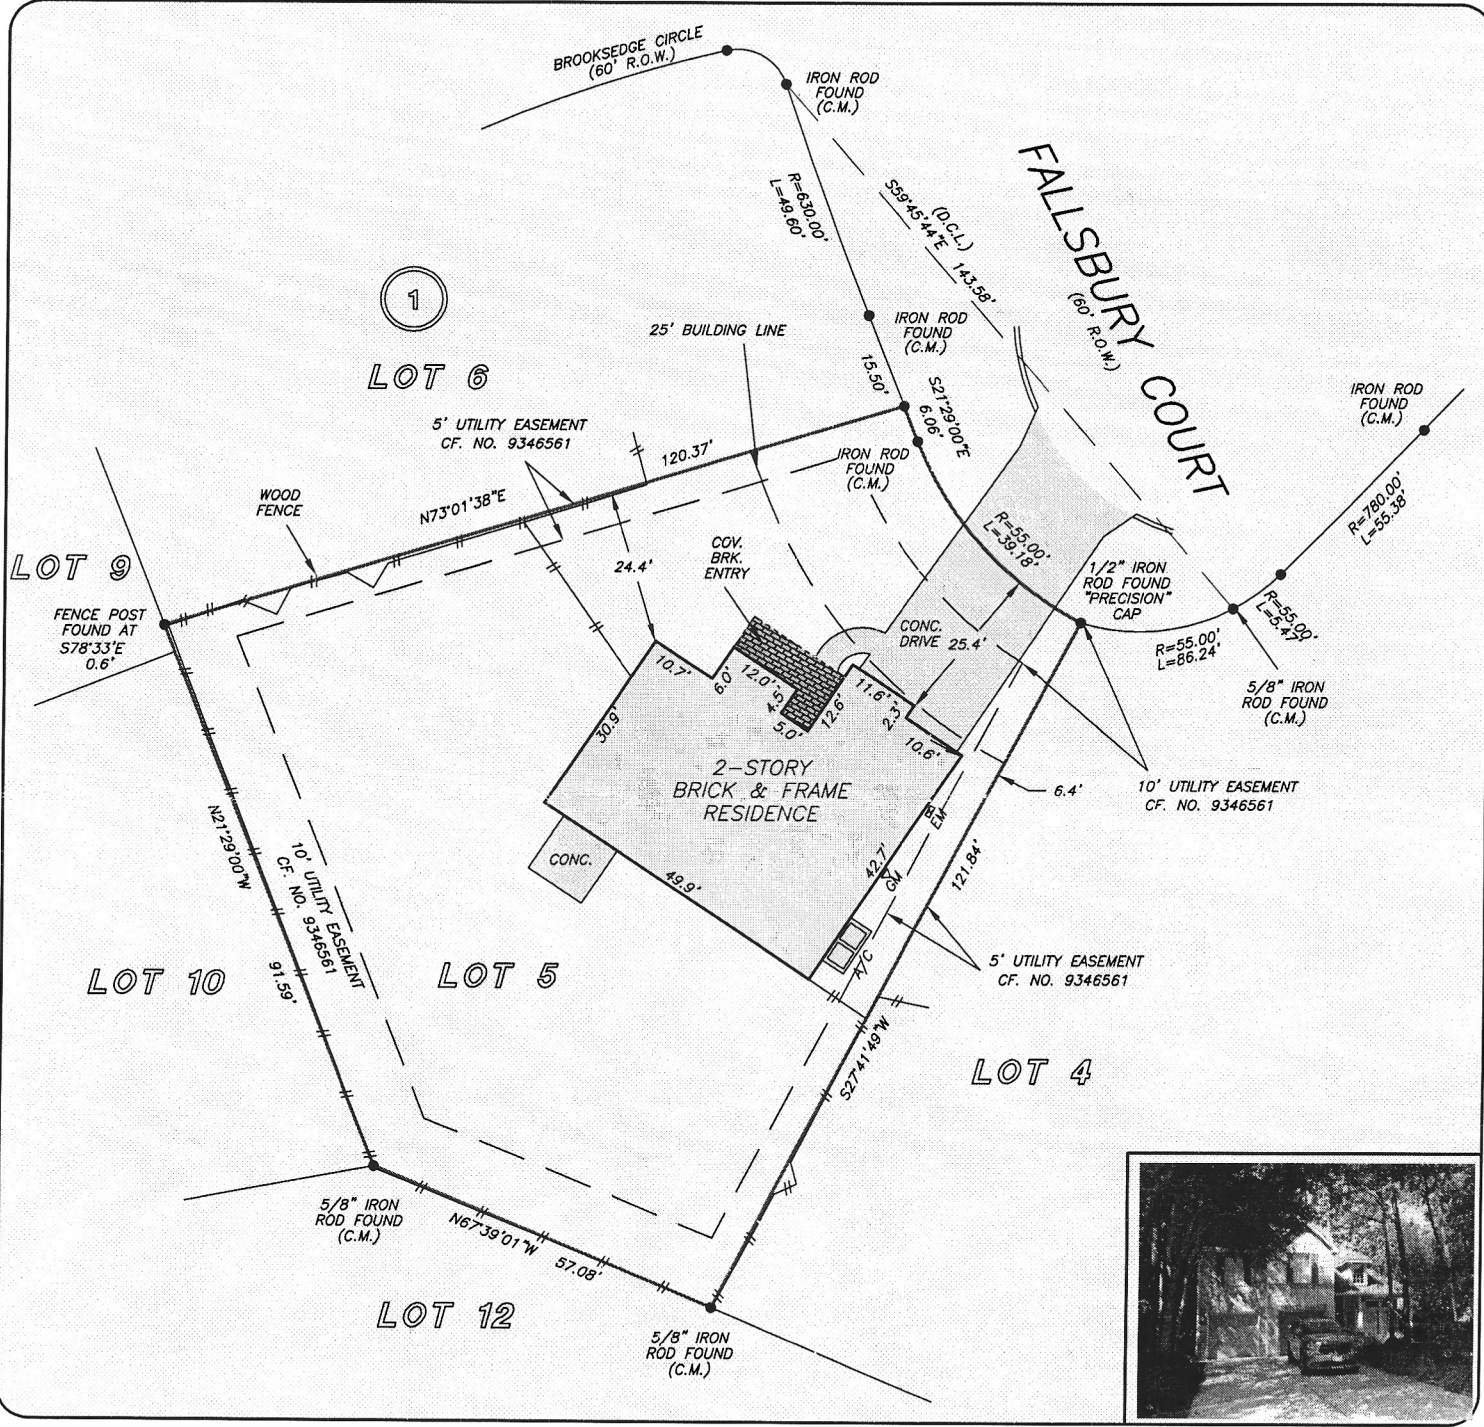 BROOKSEDGE CIRCLE
(60' R.O.W.)
IRON ROD
FOUND
(C.M.)
FALLSBURY COURT
(60' R.O.W.)
R=630.00'
L=49.60'
(D.C.L.)
S59°45'44"E 143.58'
1
LOT 6
25' BUILDING LINE
IRON ROD
FOUND
(C.M.)
15.50'
S21°29'00"E
6.06'
IRON ROD
FOUND
(C.M.)
5' UTILITY EASEMENT
CF. NO. 9346561
120.37'
IRON ROD
FOUND
(C.M.)
WOOD
FENCE
N73°01'38"E
R=780.00'
L=55.38'
LOT 9
COV.
BRK.
ENTRY
24.4'
R=55.00'
L=39.18'
1/2" IRON
ROD FOUND
"PRECISION"
CAP
FENCE POST
FOUND AT
S78°33'E
0.6'
CONC.
DRIVE
25.4'
R=55.00'
L=86.24'
R=55.00'
L=5.47'
5/8" IRON
ROD FOUND
(C.M.)
10.7'
6.0'
12.0'
4.5'
5.0'
12.6'
11.6'
2.3'
10.6'
30.9'
2-STORY
BRICK & FRAME
RESIDENCE
6.4'
10' UTILITY EASEMENT
CF. NO. 9346561
EM
N21°29'00"W
91.59'
10' UTILITY EASEMENT
CF. NO. 9346561
CONC.
49.9'
42.7'
GM
121.84'
A/C
5' UTILITY EASEMENT
CF. NO. 9346561
LOT 10
LOT 5
S27°41'49"W
LOT 4
5/8" IRON
ROD FOUND
(C.M.)
N67°39'01"W
57.08'
LOT 12
5/8" IRON
ROD FOUND
(C.M.)